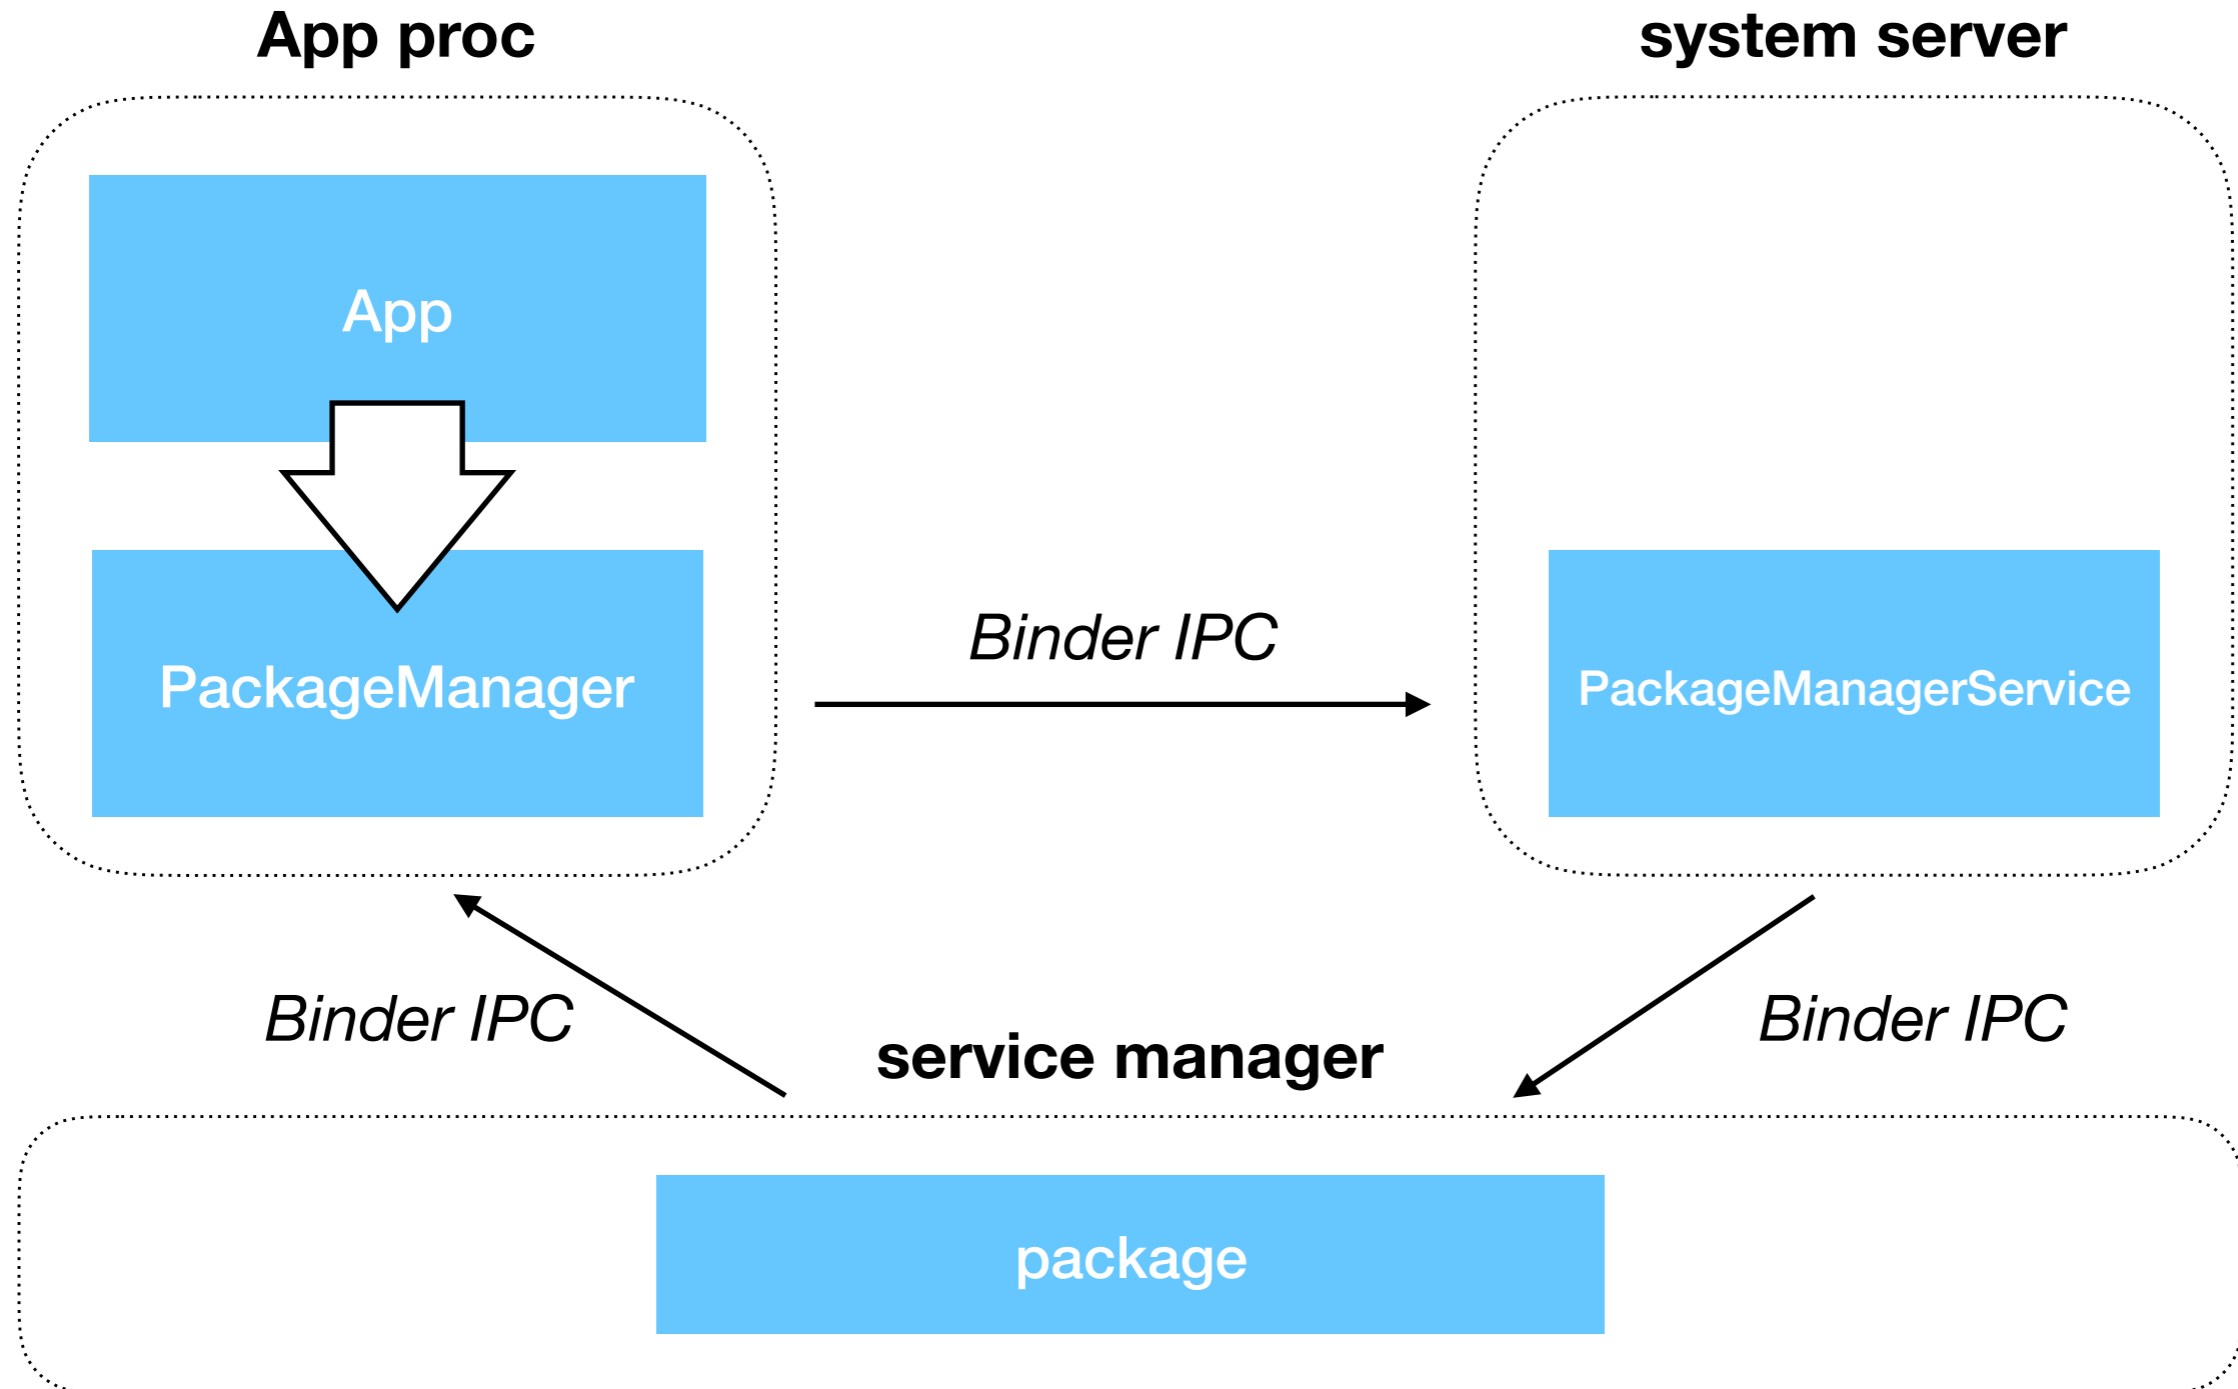 App proc
system server
App
PackageManager
Binder IPC
PackageManagerService
Binder IPC
service manager
Binder IPC
package